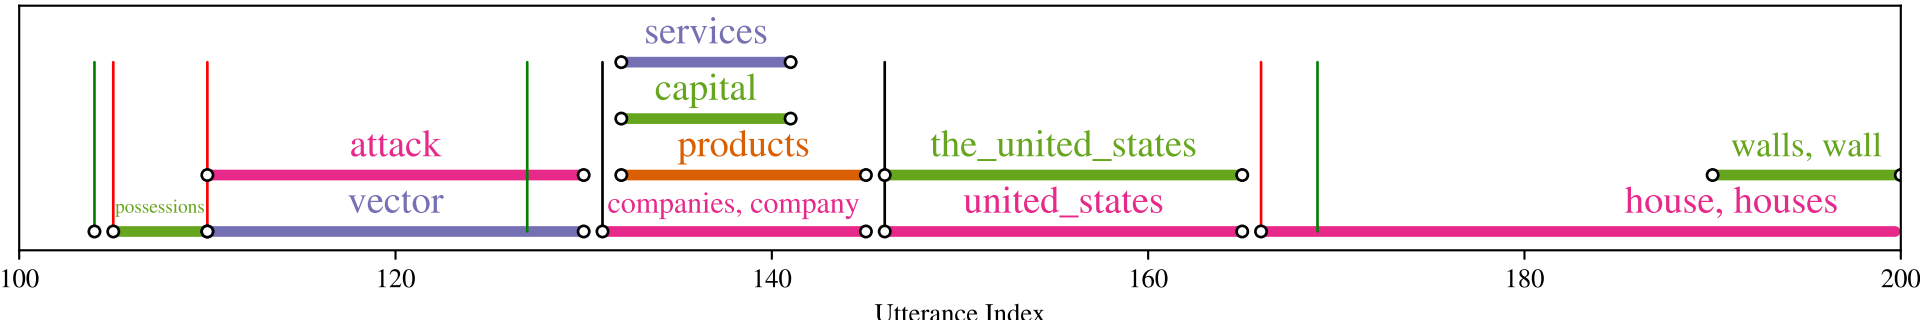 services
capital
attack products the_united_states walls, wall
possessions vector companies, company united_states house, houses
100 120 140 160 180 200
Utterance Index